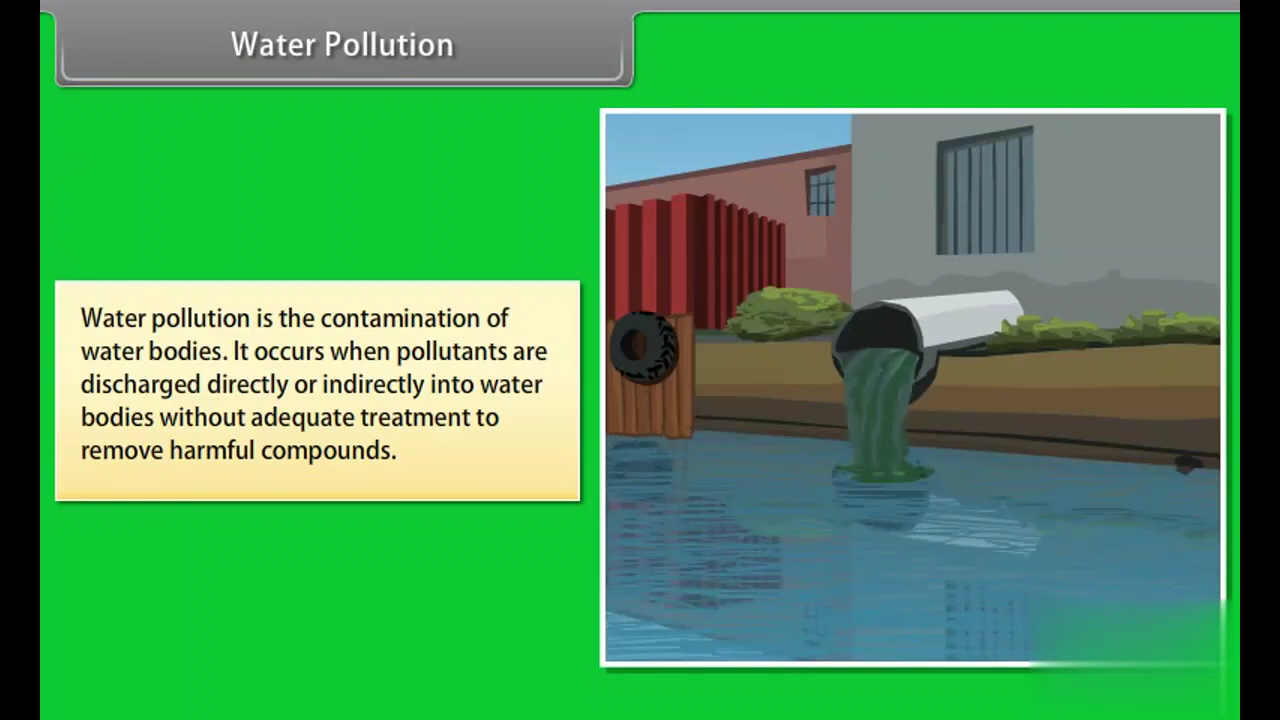 Water Pollution
Water pollution is the contamination of
water bodies. It occurs when pollutants are
discharged directly or indirectly into water
bodies without adequate treatment to
remove harmful compounds.